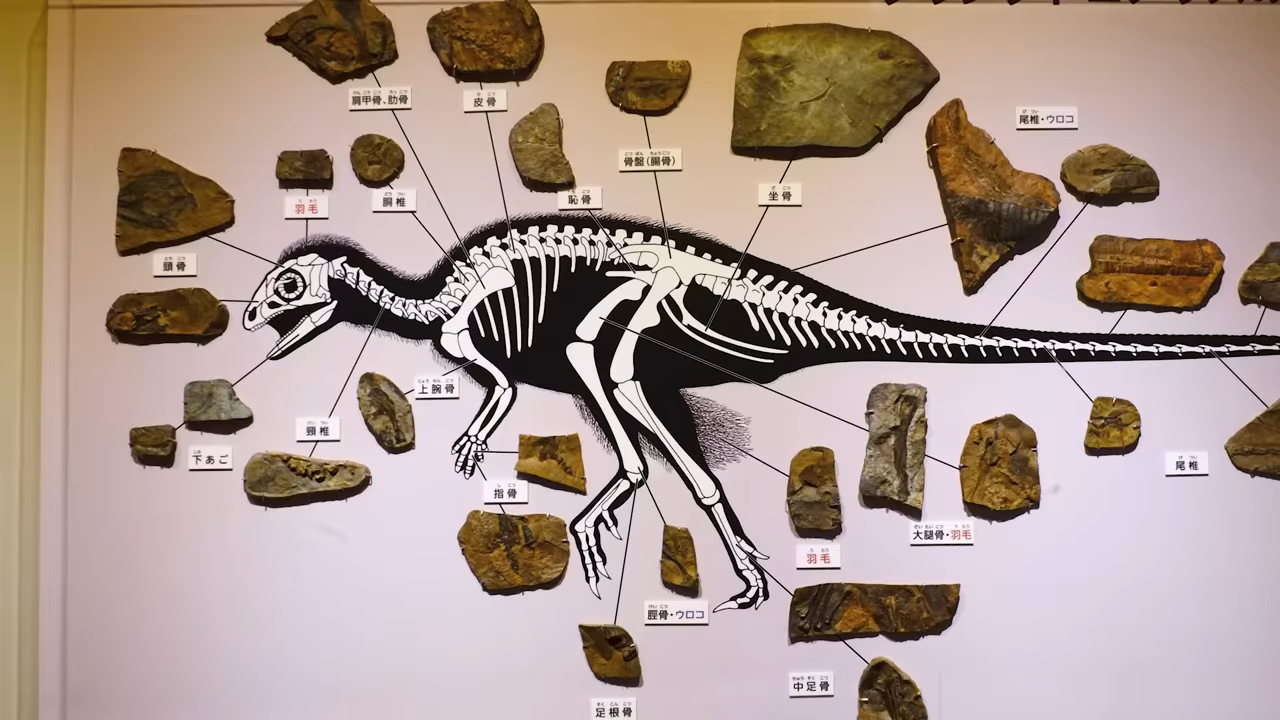 肩甲骨、肋骨
皮骨
尾椎・ウロコ
骨盤(腸骨)
恥骨
坐骨
羽毛
胴椎
頭骨
上腕骨
頸椎
下あご
尾椎
指骨
大腿骨・羽毛
羽毛
脛骨・ウロコ
中足骨
足根骨